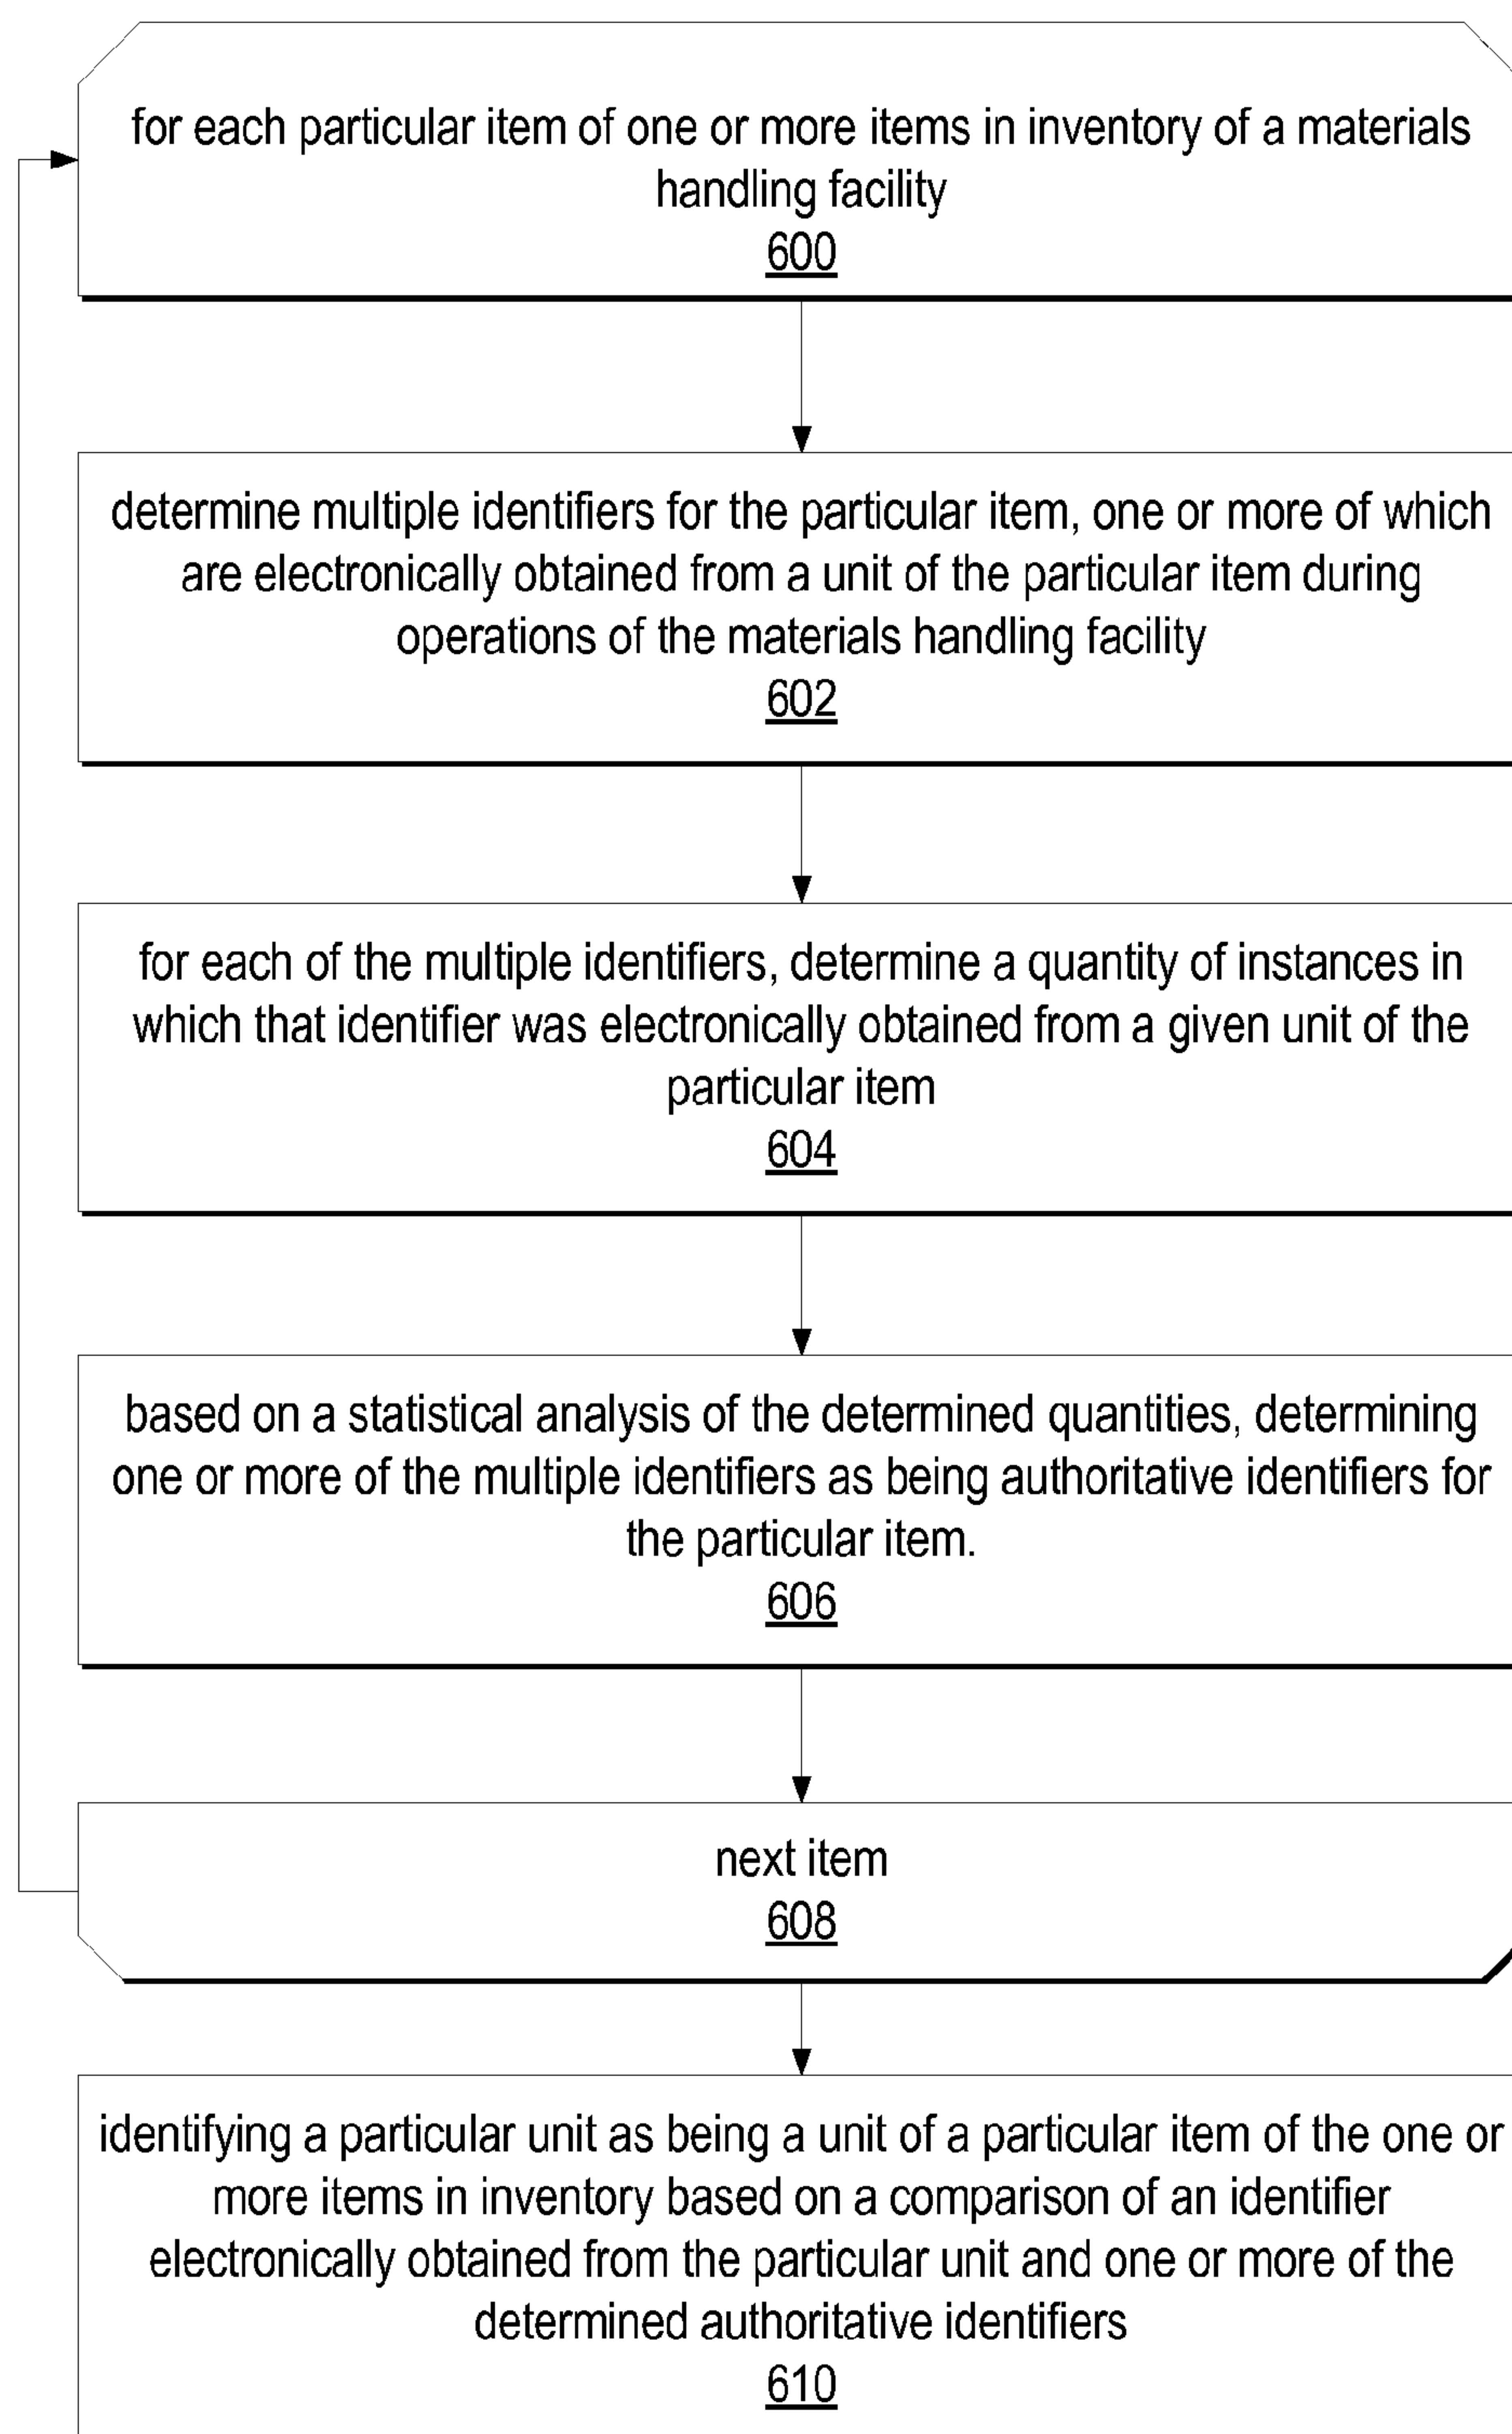 for each particular item of one or more items in inventory of a materials
handling facility
600
determine multiple identifiers for the particular item, one or more of which
are electronically obtained from a unit of the particular item during
operations of the materials handling facility
602
for each of the multiple identifiers, determine a quantity of instances in
which that identifier was electronically obtained from a given unit of the
particular item
604
based on a statistical analysis of the determined quantities, determining
one or more of the multiple identifiers as being authoritative identifiers for
the particular item.
606
next item
608
identifying a particular unit as being a unit of a particular item of the one or
more items in inventory based on a comparison of an identifier
electronically obtained from the particular unit and one or more of the
determined authoritative identifiers
610